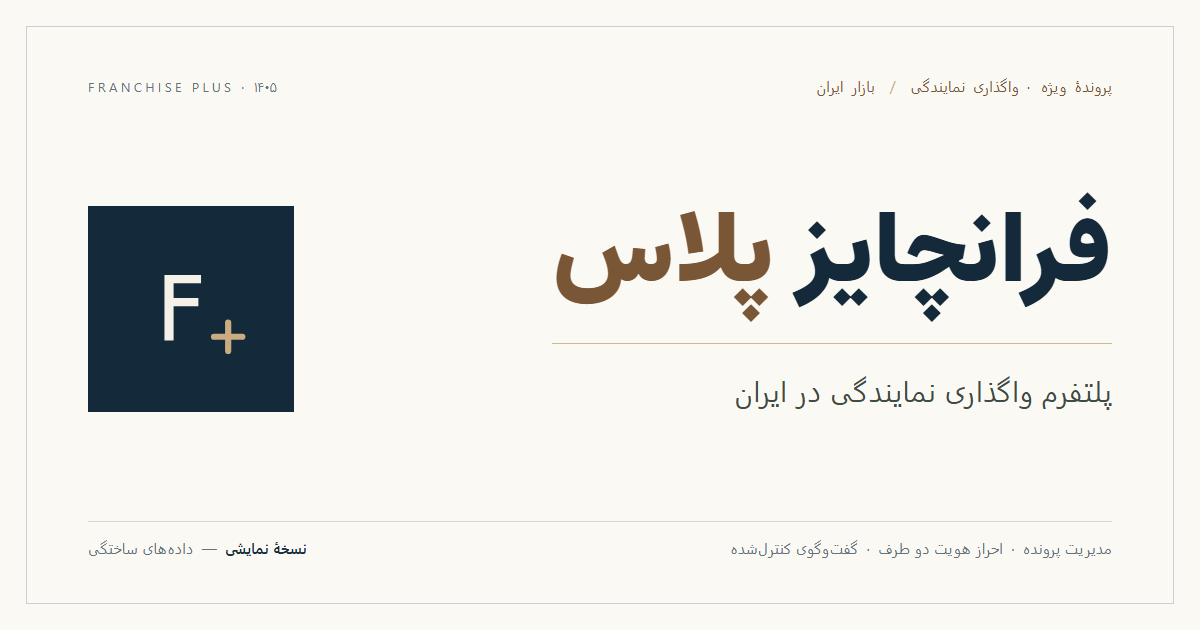 پروندهٔ ویژه · واگذاری نمایندگی / بازار ایران
FRANCHISE PLUS · ۱۴۰۵
فرانچایز پلاس
F+
پلتفرم واگذاری نمایندگی در ایران
مدیریت پرونده · احراز هویت دو طرف · گفت‌وگوی کنترل‌شده
نسخهٔ نمایشی — داده‌های ساختگی